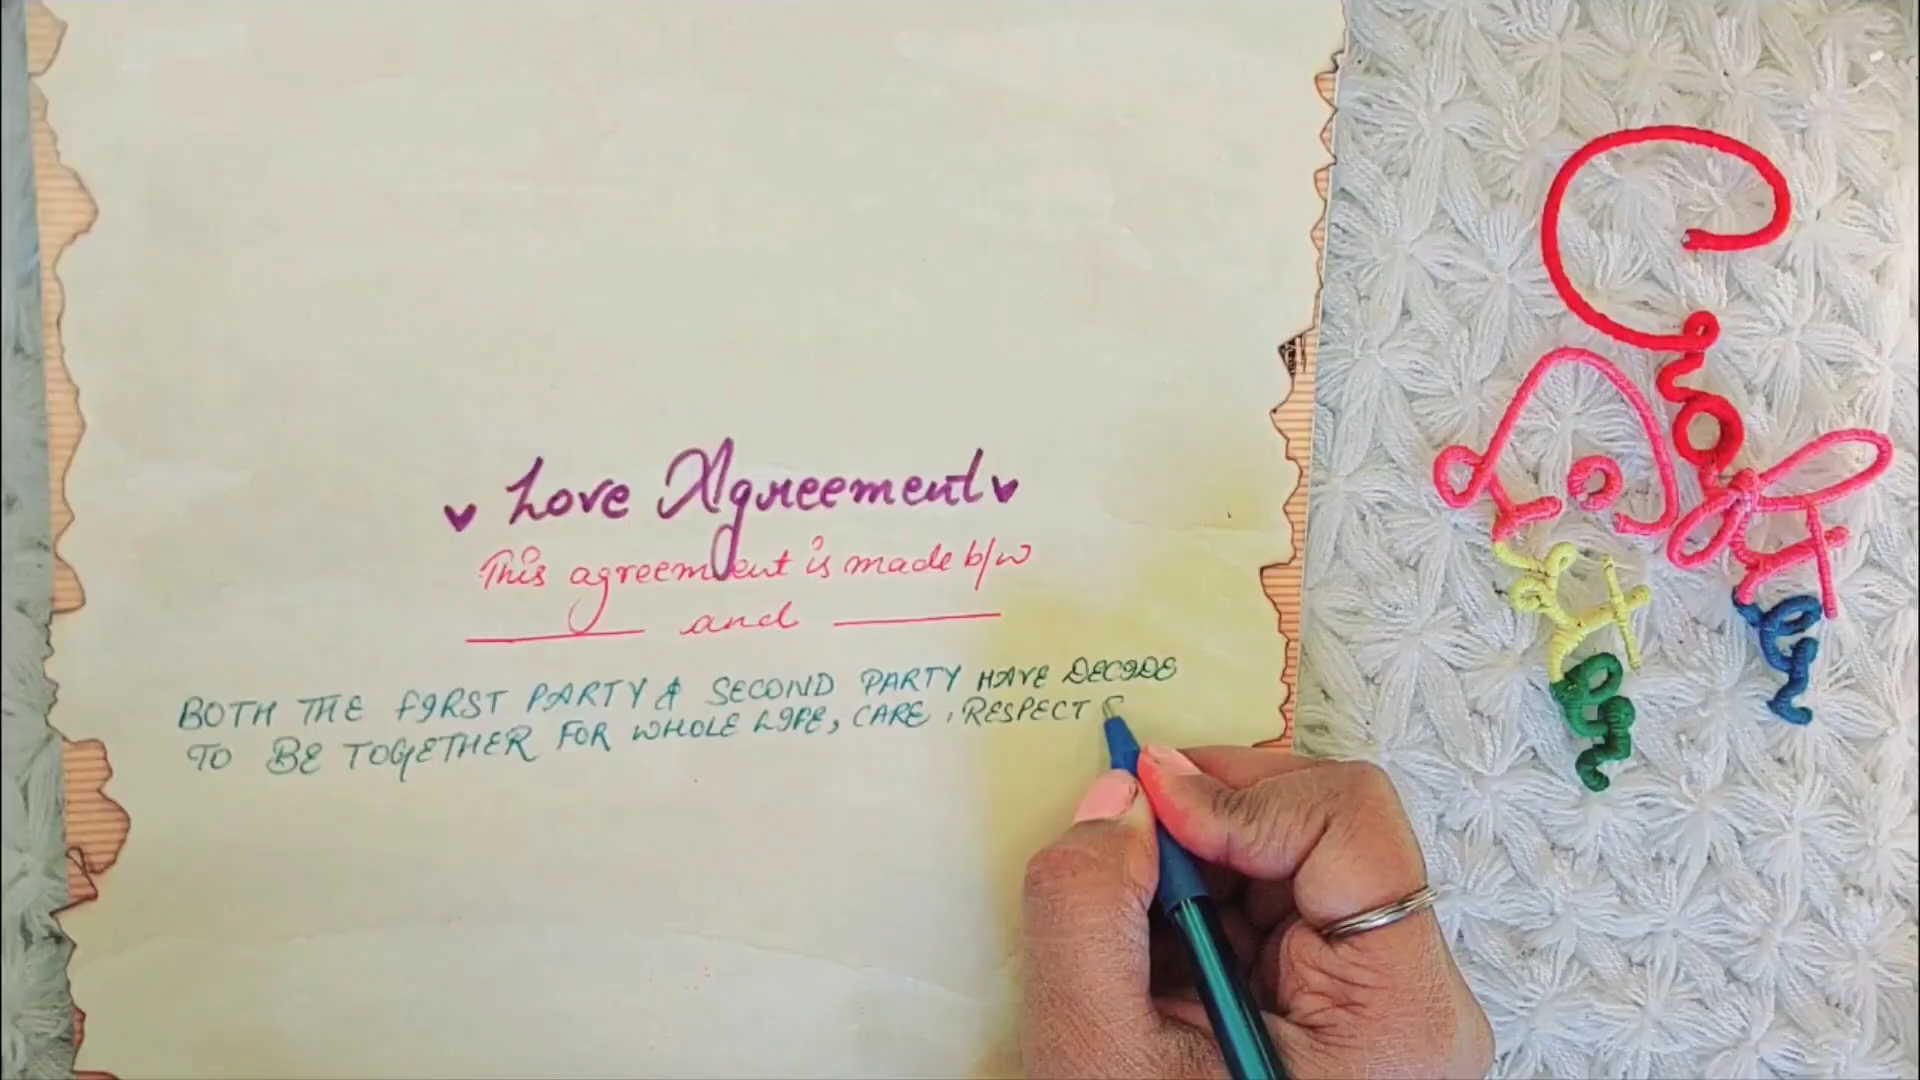 Love Agreement
This agreement is made b/w
and
BOTH THE FIRST PARTY & SECOND PARTY HAVE DECIDE
TO BE TOGETHER FOR WHOLE LIFE, CARE, RESPECT
Craft